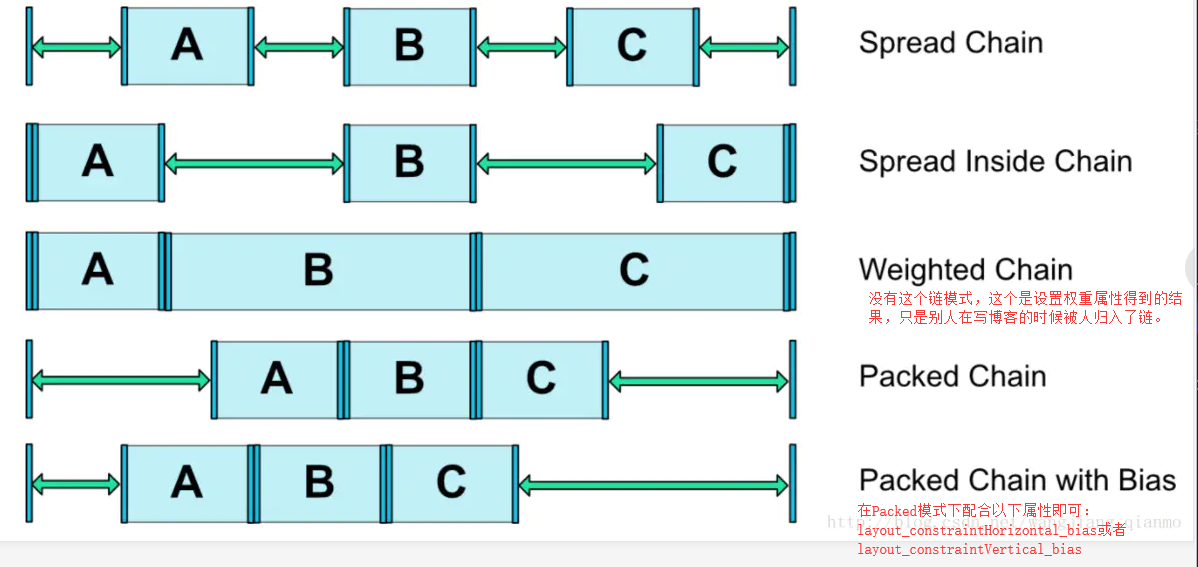 A B C Spread Chain
A B C Spread Inside Chain
A B C Weighted Chain
没有这个链模式，这个是设置权重属性得到的结
果，只是别人在写博客的时候被人归入了链。
A B C Packed Chain
A B C Packed Chain with Bias
在Packed模式下配合以下属性即可：
http://blog.csdn.net/wangjiang_qianmo
layout_constraintHorizontal_bias或者
layout_constraintVertical_bias